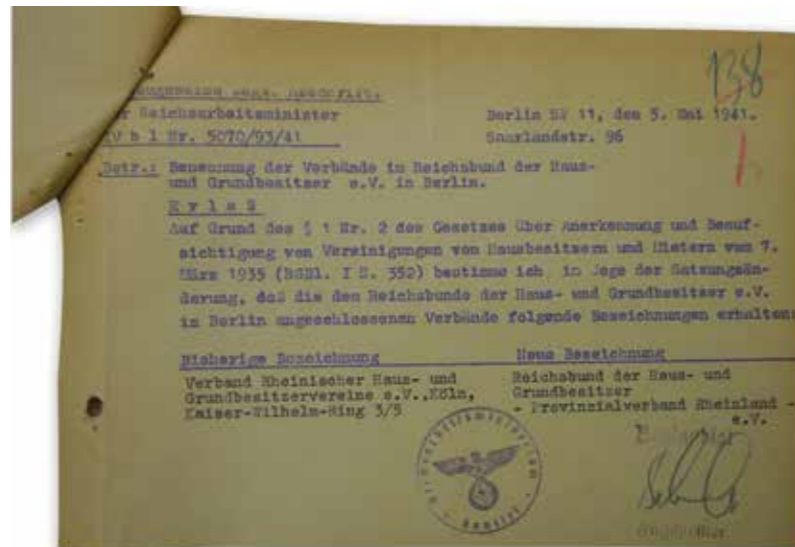 138
Reichsarbeitsminister
Berlin SW 11, den 5. Mai 1941.
IV b 1 Nr. 5070/93/41
Saarlandstr. 96
Betr.: Benennung der Verbände im Reichsbund der Haus-
und Grundbesitzer e.V. in Berlin.
Erlaß
Auf Grund des § 1 Nr. 2 des Gesetzes über Anerkennung und Beauf-
sichtigung von Vereinigungen von Hausbesitzern und Mietern vom 7.
März 1935 (RGBl. I S. 352) bestimme ich in Wege der Satzungsän-
derung, daß die dem Reichsbunde der Haus- und Grundbesitzer e.V.
in Berlin angeschlossenen Verbände folgende Bezeichnungen erhalten:
Bisherige Bezeichnung
Neue Bezeichnung
Verband Rheinischer Haus- und
Grundbesitzervereine e.V., Köln,
Kaiser-Wilhelm-Ring 3/5
Reichsbund der Haus- und
Grundbesitzer
- Provinzialverband Rheinland -
e.V.